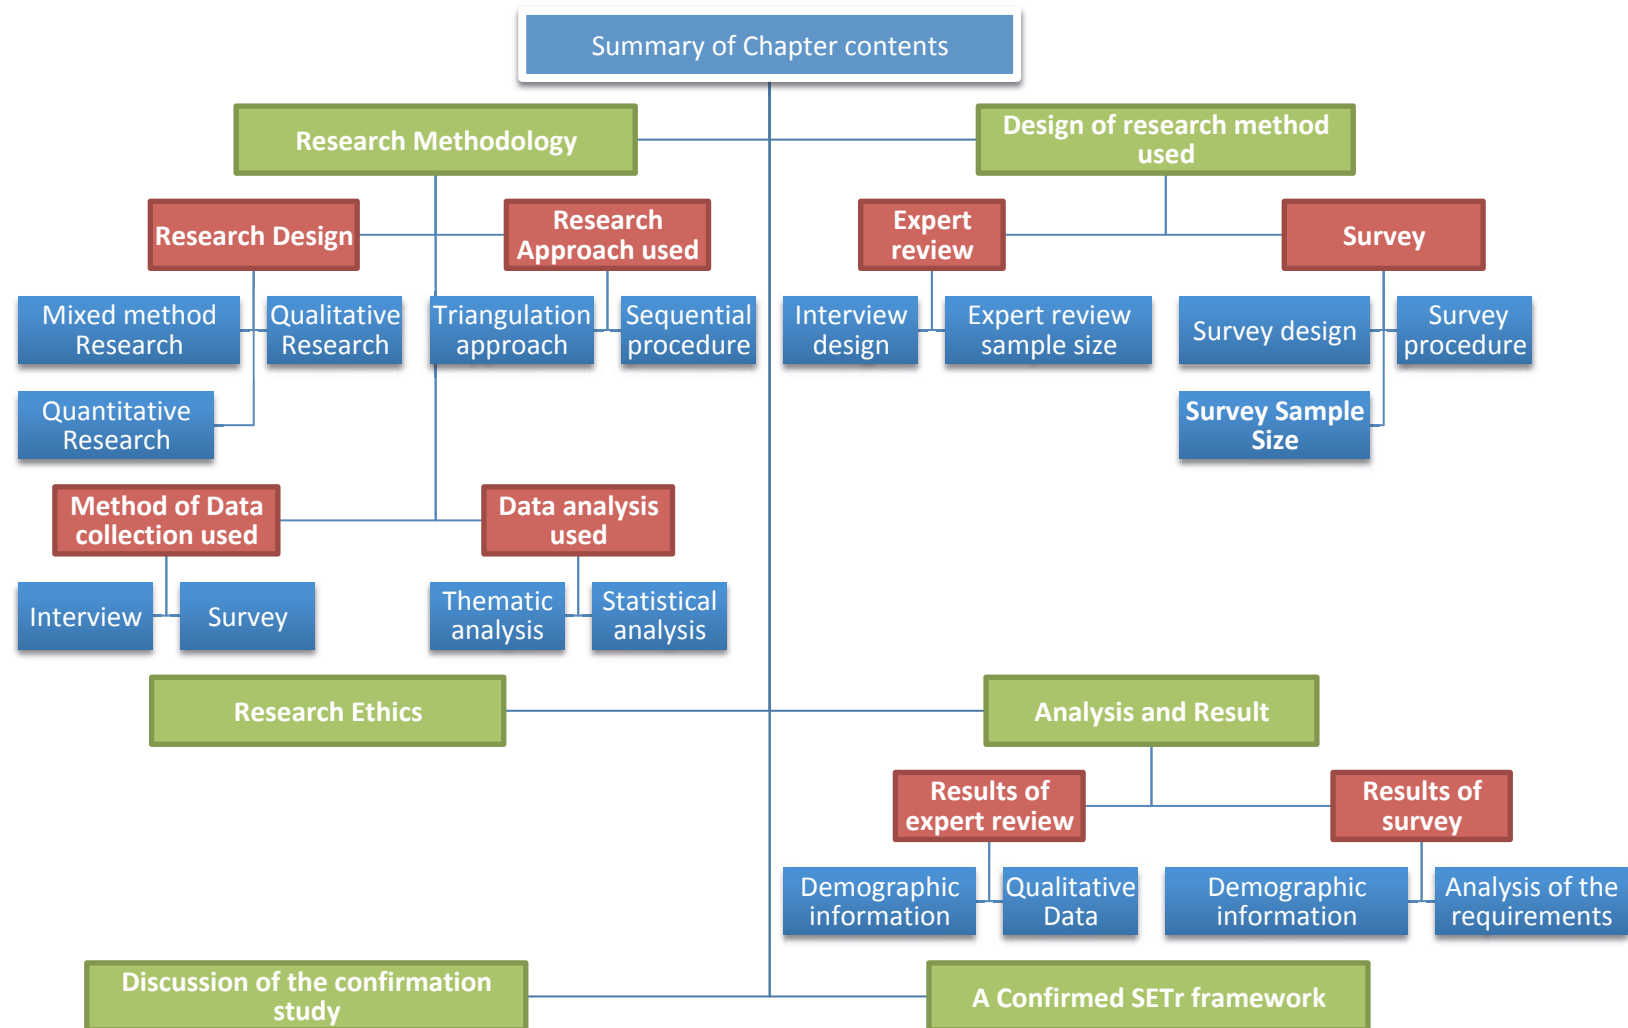 Summary of Chapter contents
Research Methodology
Design of research method
used
Research Design
Research
Approach used
Expert
review
Survey
Mixed method
Research
Qualitative
Research
Triangulation
approach
Sequential
procedure
Interview
design
Expert review
sample size
Survey design
Survey
procedure
Quantitative
Research
Survey Sample
Size
Method of Data
collection used
Data analysis
used
Interview
Survey
Thematic
analysis
Statistical
analysis
Research Ethics
Analysis and Result
Results of
expert review
Results of
survey
Demographic
information
Qualitative
Data
Demographic
information
Analysis of the
requirements
Discussion of the confirmation
study
A Confirmed SETr framework